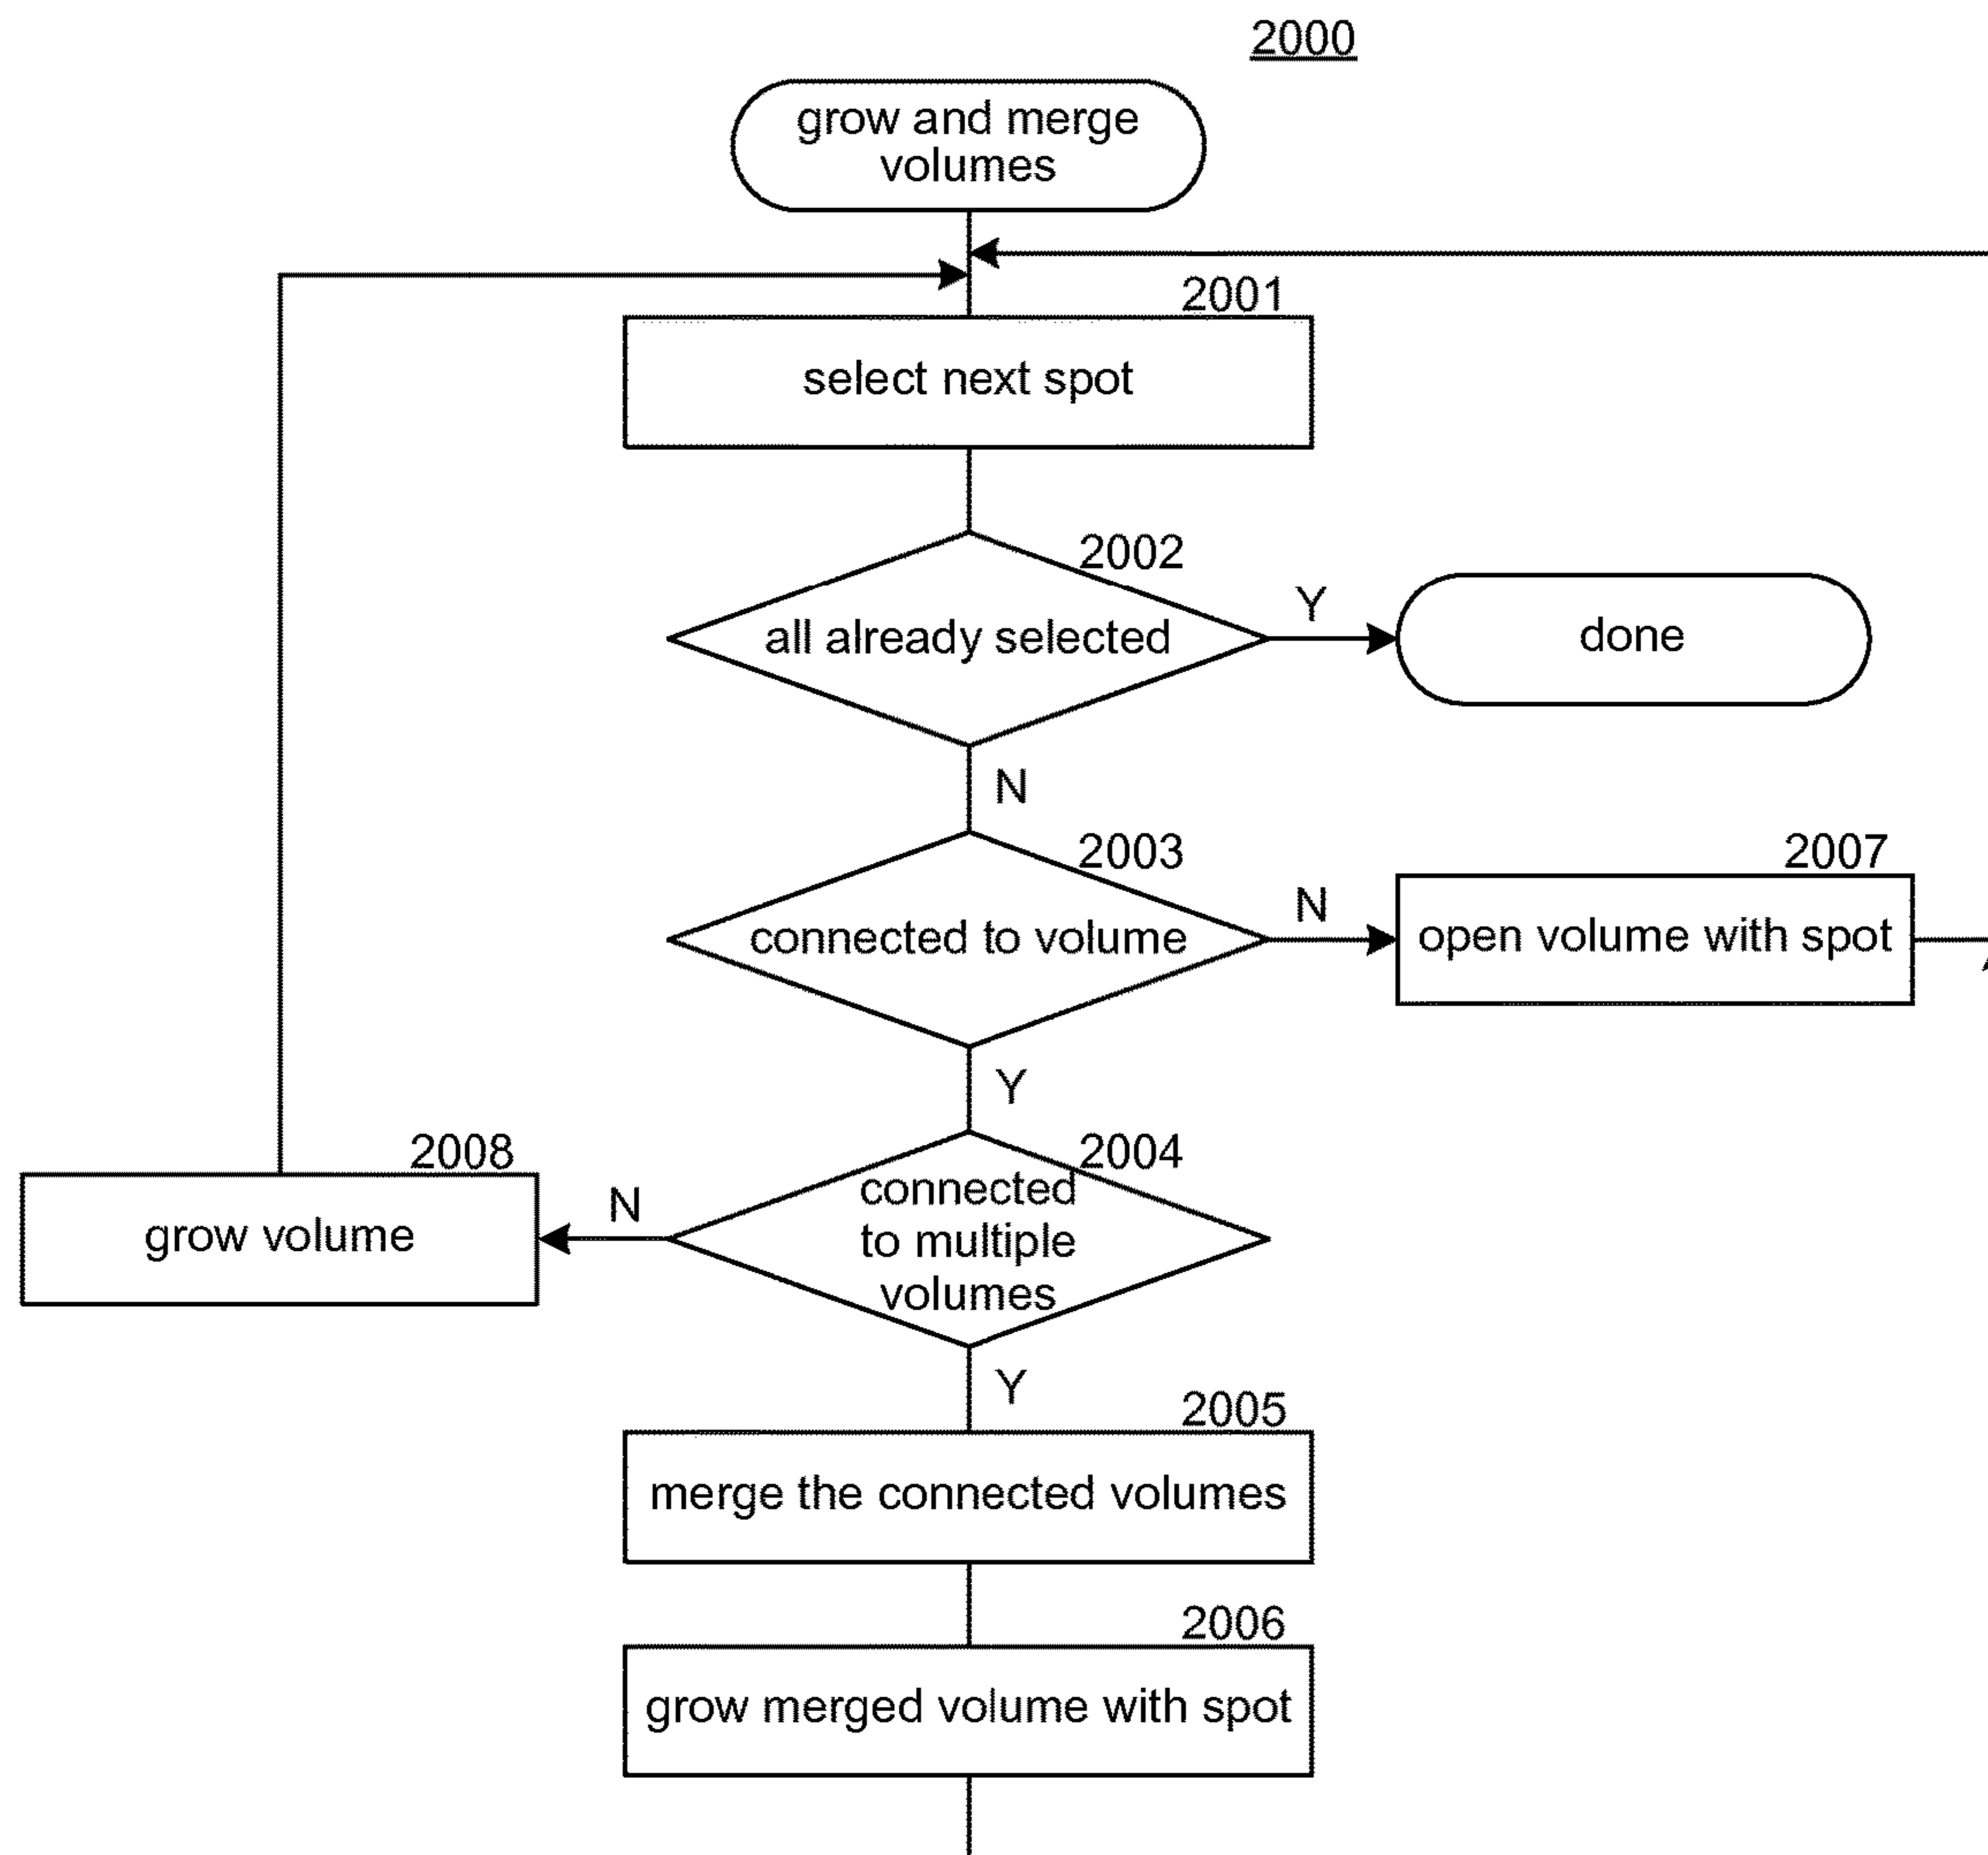 2000
grow and merge
volumes
2001
select next spot
2002
all already selected
Y
done
N
2003
connected to volume
N
2007
open volume with spot
Y
2008
grow volume
N
2004
connected
to multiple
volumes
Y
2005
merge the connected volumes
2006
grow merged volume with spot